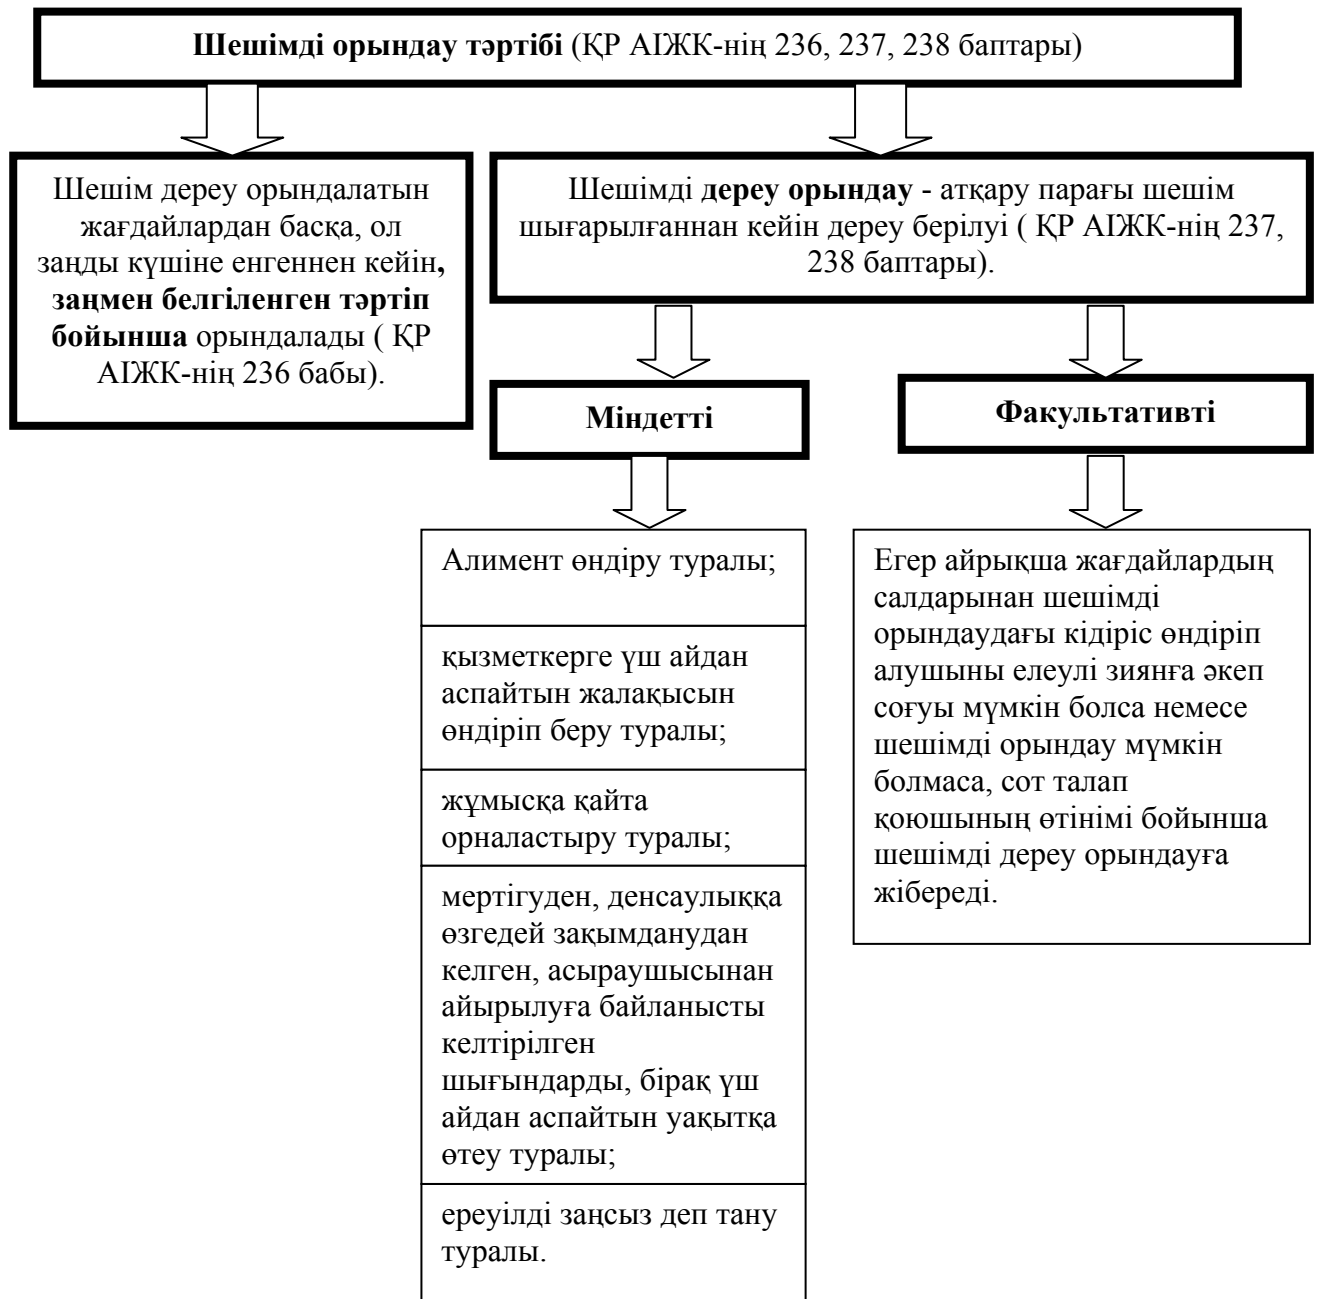 Шешімді орындау тәртібі (ҚР АІЖК-нің 236, 237, 238 баптары)
Шешім дереу орындалатын
жағдайлардан басқа, ол
заңды күшіне енгеннен кейін,
заңмен белгіленген тәртіп
бойынша орындалады ( ҚР
АІЖК-нің 236 бабы).
Шешімді дереу орындау - атқару парағы шешім
шығарылғаннан кейін дереу берілуі ( ҚР АІЖК-нің 237,
238 баптары).
Міндетті
Факультативті
Алимент өндіру туралы;
қызметкерге үш айдан
аспайтын жалақысын
өндіріп беру туралы;
жұмысқа қайта
орналастыру туралы;
мертігуден, денсаулыққа
өзгедей зақымданудан
келген, асыраушысынан
айырылуға байланысты
келтірілген
шығындарды, бірақ үш
айдан аспайтын уақытқа
өтеу туралы;
ереуілді заңсыз деп тану
туралы.
Егер айрықша жағдайлардың
салдарынан шешімді
орындаудағы кідіріс өндіріп
алушыны елеулі зиянға әкеп
соғуы мүмкін болса немесе
шешімді орындау мүмкін
болмаса, сот талап
қоюшының өтінімі бойынша
шешімді дереу орындауға
жібереді.